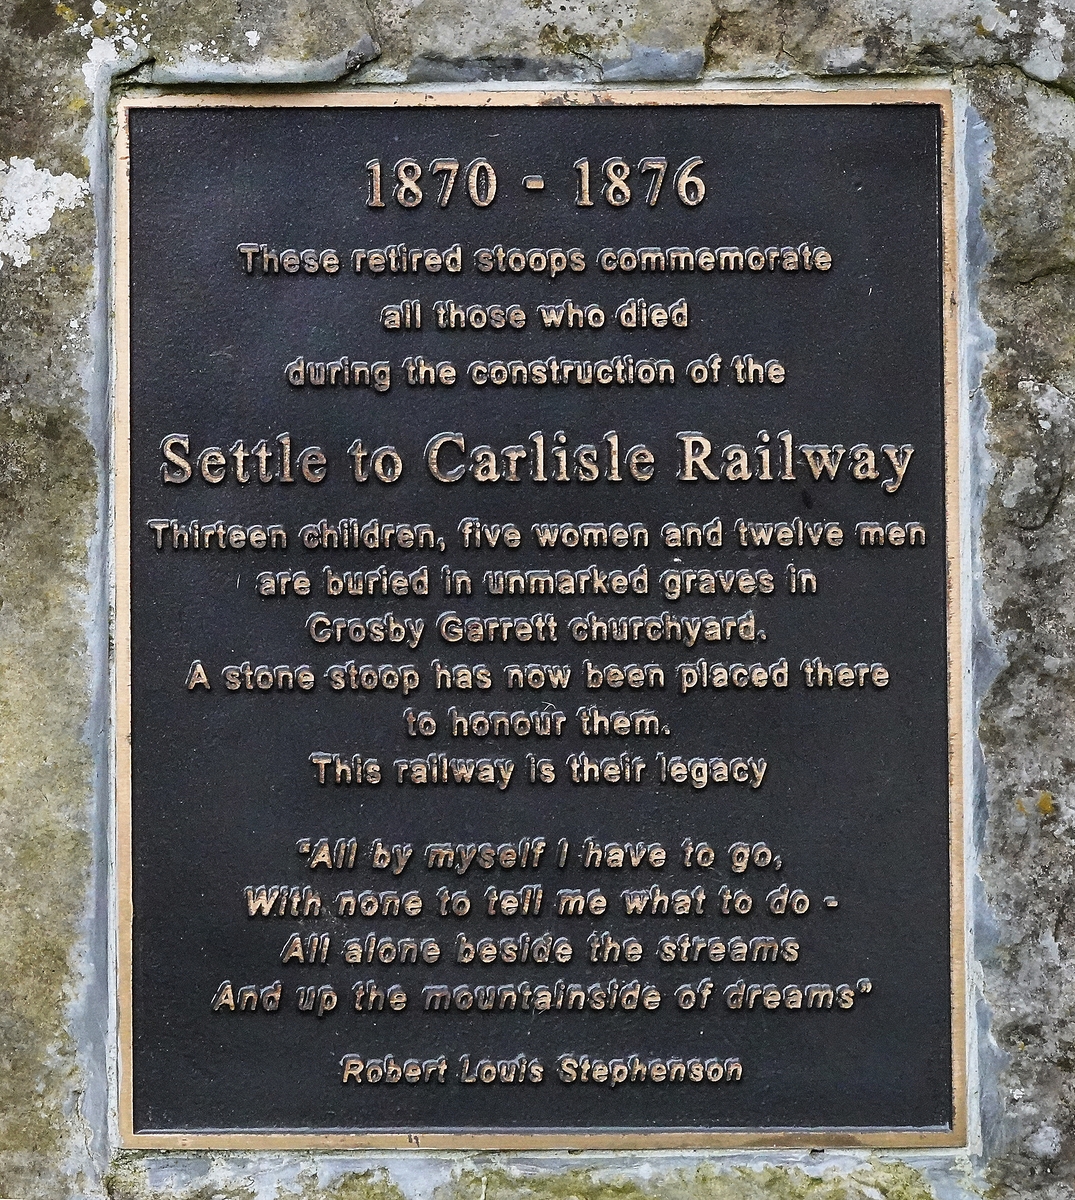 1870 - 1876
These retired stoops commemorate
all those who died
during the construction of the
Settle to Carlisle Railway
Thirteen children, five women and twelve men
are buried in unmarked graves in
Crosby Garrett churchyard.
A stone stoop has now been placed there
to honour them.
This railway is their legacy
"All by myself I have to go,
With none to tell me what to do -
All alone beside the streams
And up the mountainside of dreams"
Robert Louis Stephenson